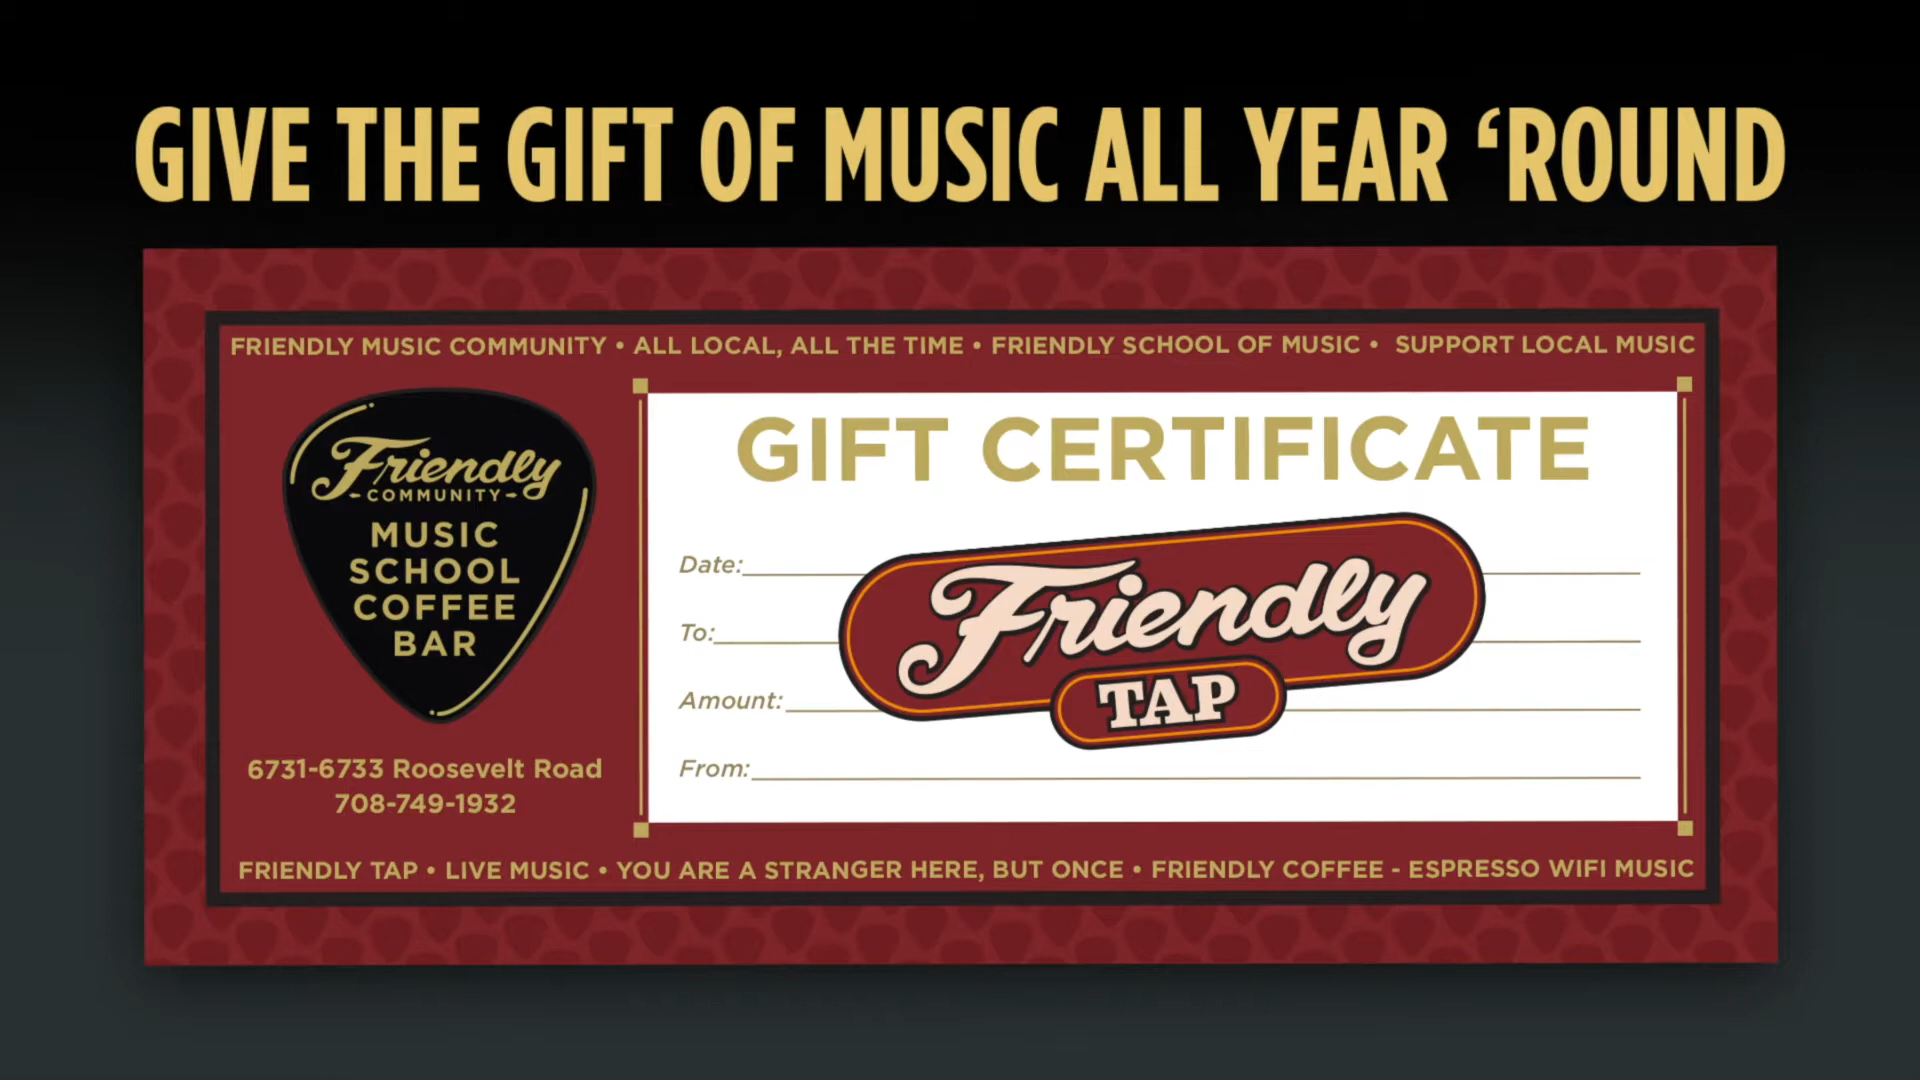 GIVE THE GIFT OF MUSIC ALL YEAR ‘ROUND
FRIENDLY MUSIC COMMUNITY • ALL LOCAL, ALL THE TIME • FRIENDLY SCHOOL OF MUSIC • SUPPORT LOCAL MUSIC
Friendly
-COMMUNITY-
MUSIC
SCHOOL
COFFEE
BAR
6731-6733 Roosevelt Road
708-749-1932
GIFT CERTIFICATE
Date:
To:
Amount:
From:
Friendly
TAP
FRIENDLY TAP • LIVE MUSIC • YOU ARE A STRANGER HERE, BUT ONCE • FRIENDLY COFFEE - ESPRESSO WIFI MUSIC